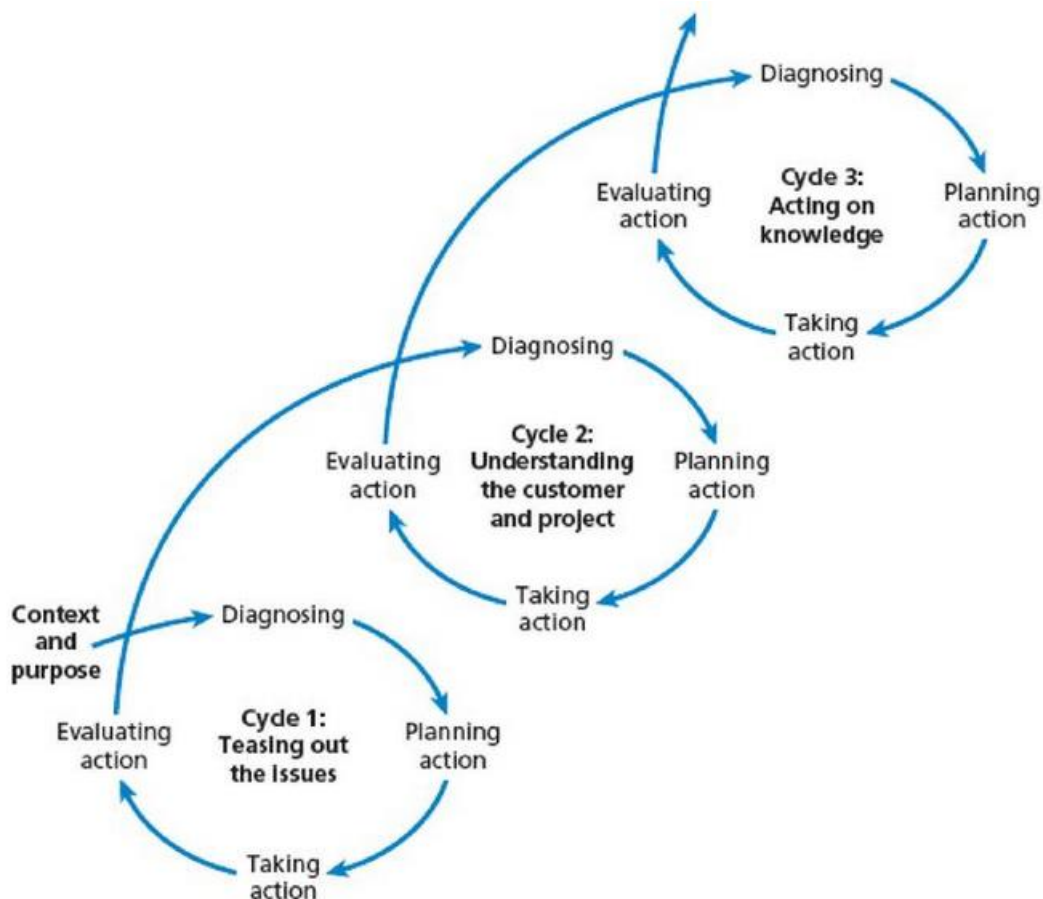 Diagnosing
Evaluating
action
Cycle 3:
Acting on
knowledge
Planning
action
Taking
action
Diagnosing
Evaluating
action
Cycle 2:
Understanding
the customer
and project
Planning
action
Taking
action
Context
and
purpose
Diagnosing
Evaluating
action
Cycle 1:
Teasing out
the issues
Planning
action
Taking
action